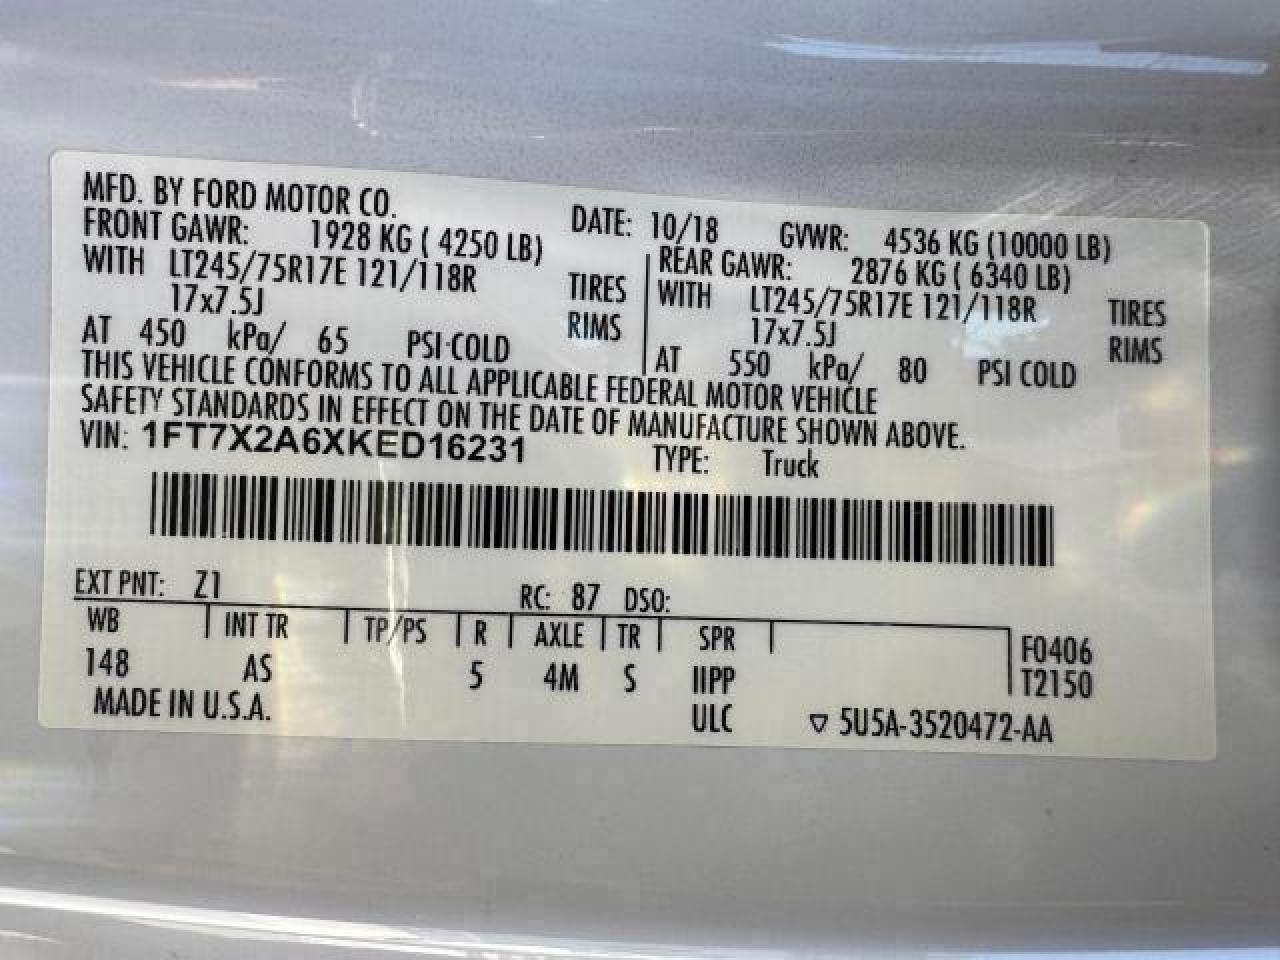 MFD. BY FORD MOTOR CO. DATE: 10/18 GVWR: 4536 KG (10000 LB)
FRONT GAWR: 1928 KG ( 4250 LB)
WITH LT245/75R17E 121/118R TIRES
17x7.5J RIMS
AT 450 kPa/ 65 PSI COLD
REAR GAWR: 2876 KG ( 6340 LB)
WITH LT245/75R17E 121/118R TIRES
17x7.5J RIMS
AT 550 kPa/ 80 PSI COLD
THIS VEHICLE CONFORMS TO ALL APPLICABLE FEDERAL MOTOR VEHICLE
SAFETY STANDARDS IN EFFECT ON THE DATE OF MANUFACTURE SHOWN ABOVE.
VIN: 1FT7X2A6XKED16231 TYPE: Truck
EXT PNT: Z1 RC: 87 DSO:
WB INT TR TP/PS R AXLE TR SPR F0406
148 AS 5 4M S IIPP T2150
MADE IN U.S.A. ULC ▽ 5U5A-3520472-AA